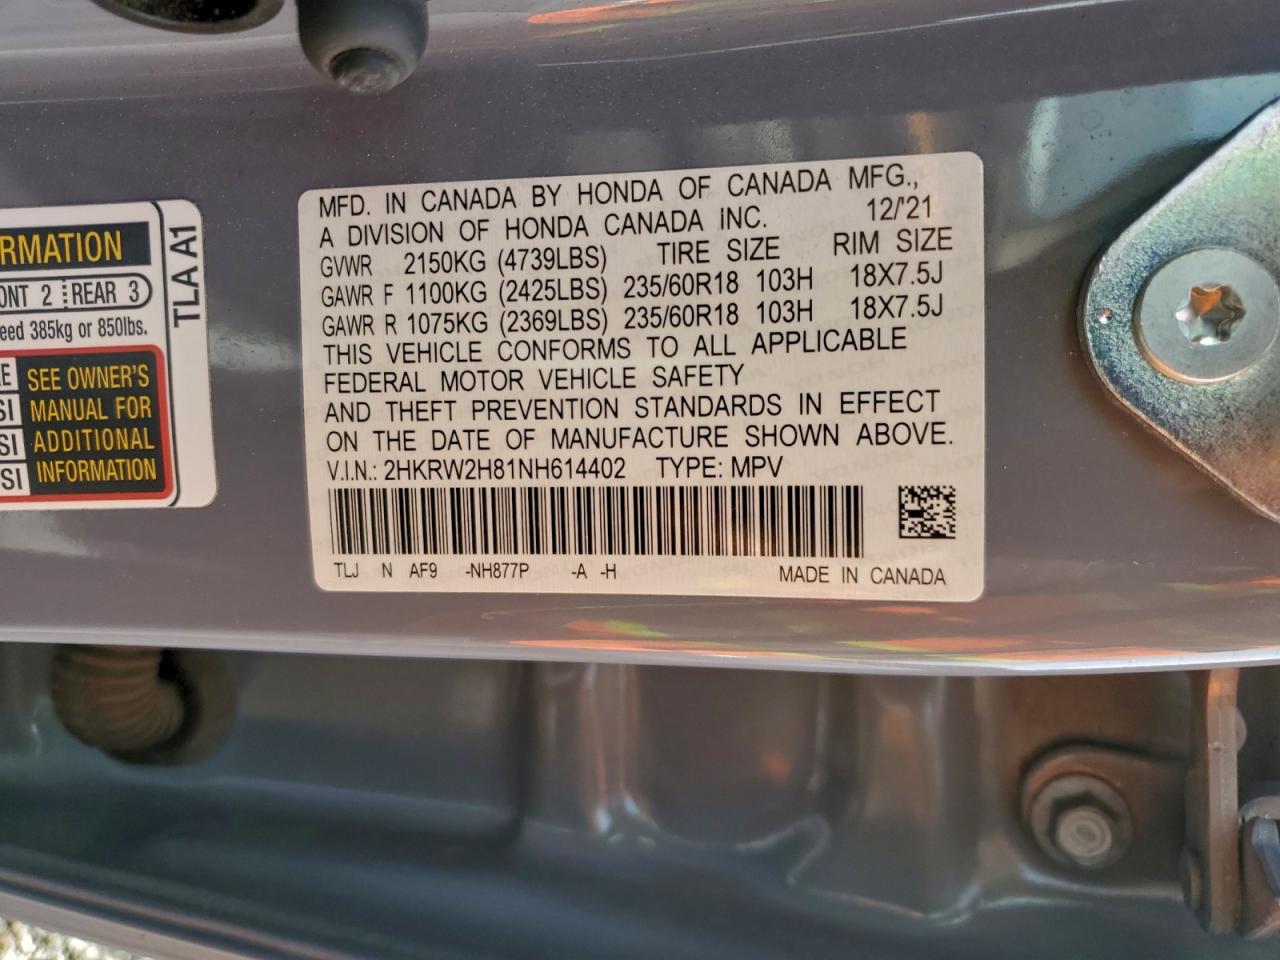 RMATION
ONT 2 REAR 3
eed 385kg or 850lbs.
TLA A1
SEE OWNER'S
MANUAL FOR
ADDITIONAL
INFORMATION
E
SI
SI
SI
MFD. IN CANADA BY HONDA OF CANADA MFG.,
A DIVISION OF HONDA CANADA INC. 12/'21
GVWR 2150KG (4739LBS) TIRE SIZE RIM SIZE
GAWR F 1100KG (2425LBS) 235/60R18 103H 18X7.5J
GAWR R 1075KG (2369LBS) 235/60R18 103H 18X7.5J
THIS VEHICLE CONFORMS TO ALL APPLICABLE
FEDERAL MOTOR VEHICLE SAFETY
AND THEFT PREVENTION STANDARDS IN EFFECT
ON THE DATE OF MANUFACTURE SHOWN ABOVE.
V.I.N.: 2HKRW2H81NH614402 TYPE: MPV
TLJ N AF9 -NH877P -A -H MADE IN CANADA